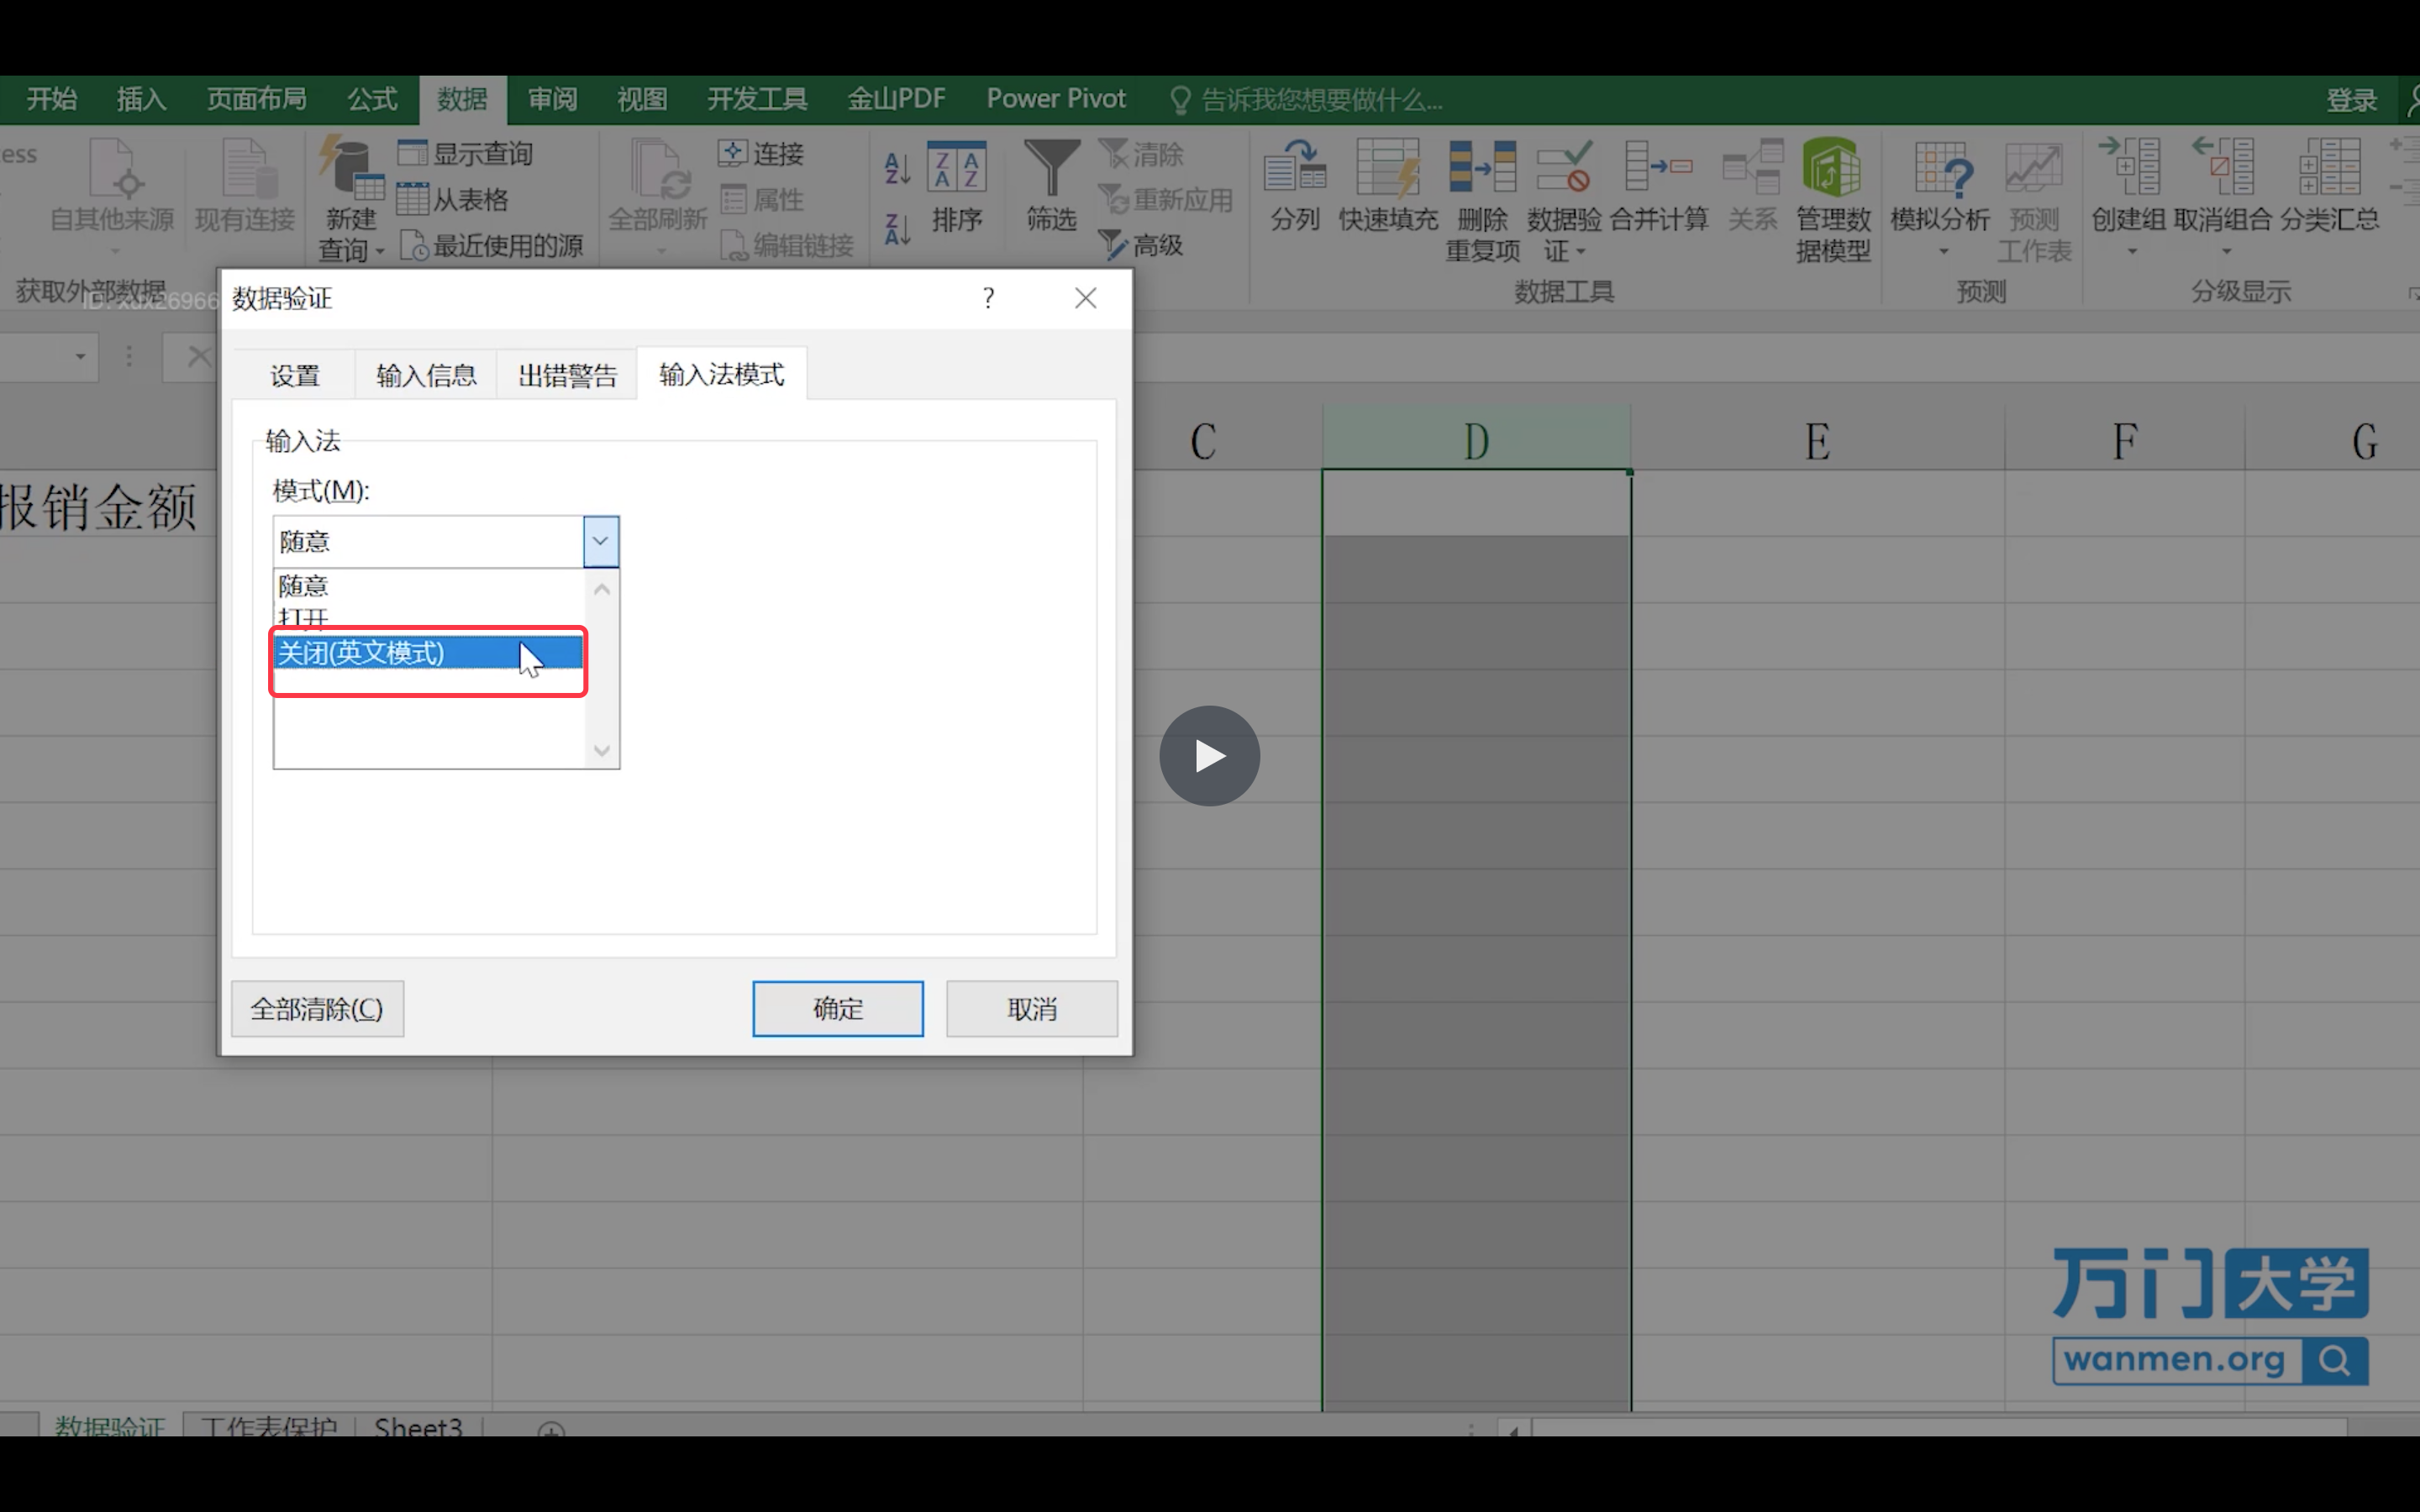 开始 插入 页面布局 公式 数据 审阅 视图 开发工具 金山PDF Power Pivot 告诉我您想要做什么... 登录
ess
自其他来源 现有连接 新建查询 显示查询 从表格 最近使用的源
全部刷新 连接 属性 编辑链接
排序 筛选 清除 重新应用 高级
分列 快速填充 删除重复项 数据验证 合并计算 关系 管理数据模型
模拟分析 预测工作表
创建组 取消组合 分类汇总
获取外部数据 数据工具 预测 分级显示
数据验证 ?
设置 输入信息 出错警告 输入法模式
输入法
模式(M):
随意
随意
打开
关闭(英文模式)
全部清除(C) 确定 取消
C D E F G
报销金额
万门大学
wanmen.org
数据验证 工作表保护 Sheet3